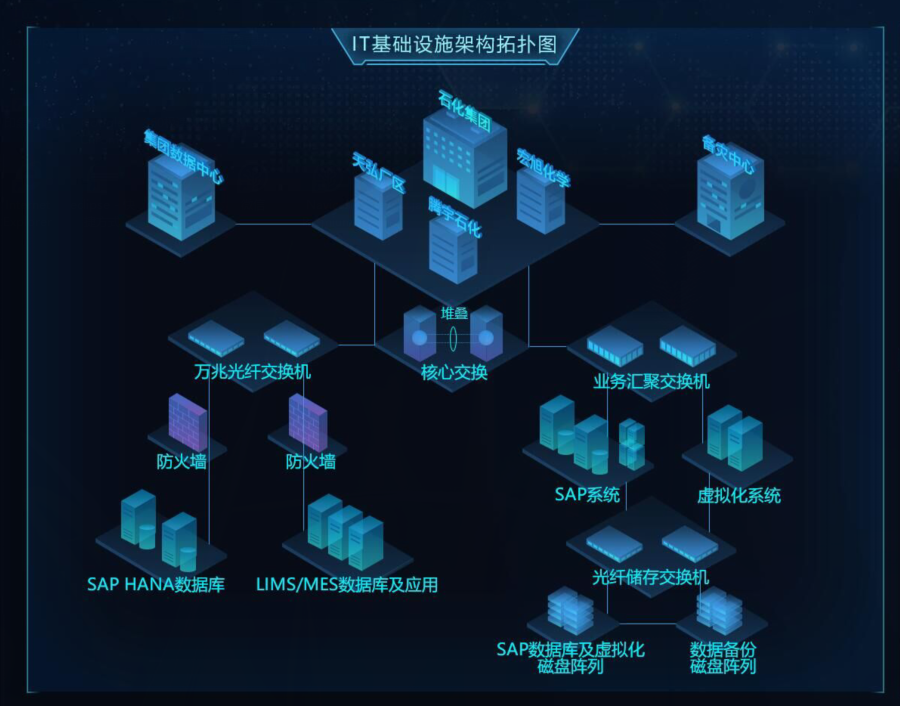 IT基础设施架构拓扑图
石化集团
集团数据中心
天弘厂区
宏旭化学
备灾中心
腾宇石化
堆叠
万兆光纤交换机
核心交换
业务汇聚交换机
防火墙
防火墙
SAP系统
虚拟化系统
SAP HANA数据库
LIMS/MES数据库及应用
光纤储存交换机
SAP数据库及虚拟化
磁盘阵列
数据备份
磁盘阵列